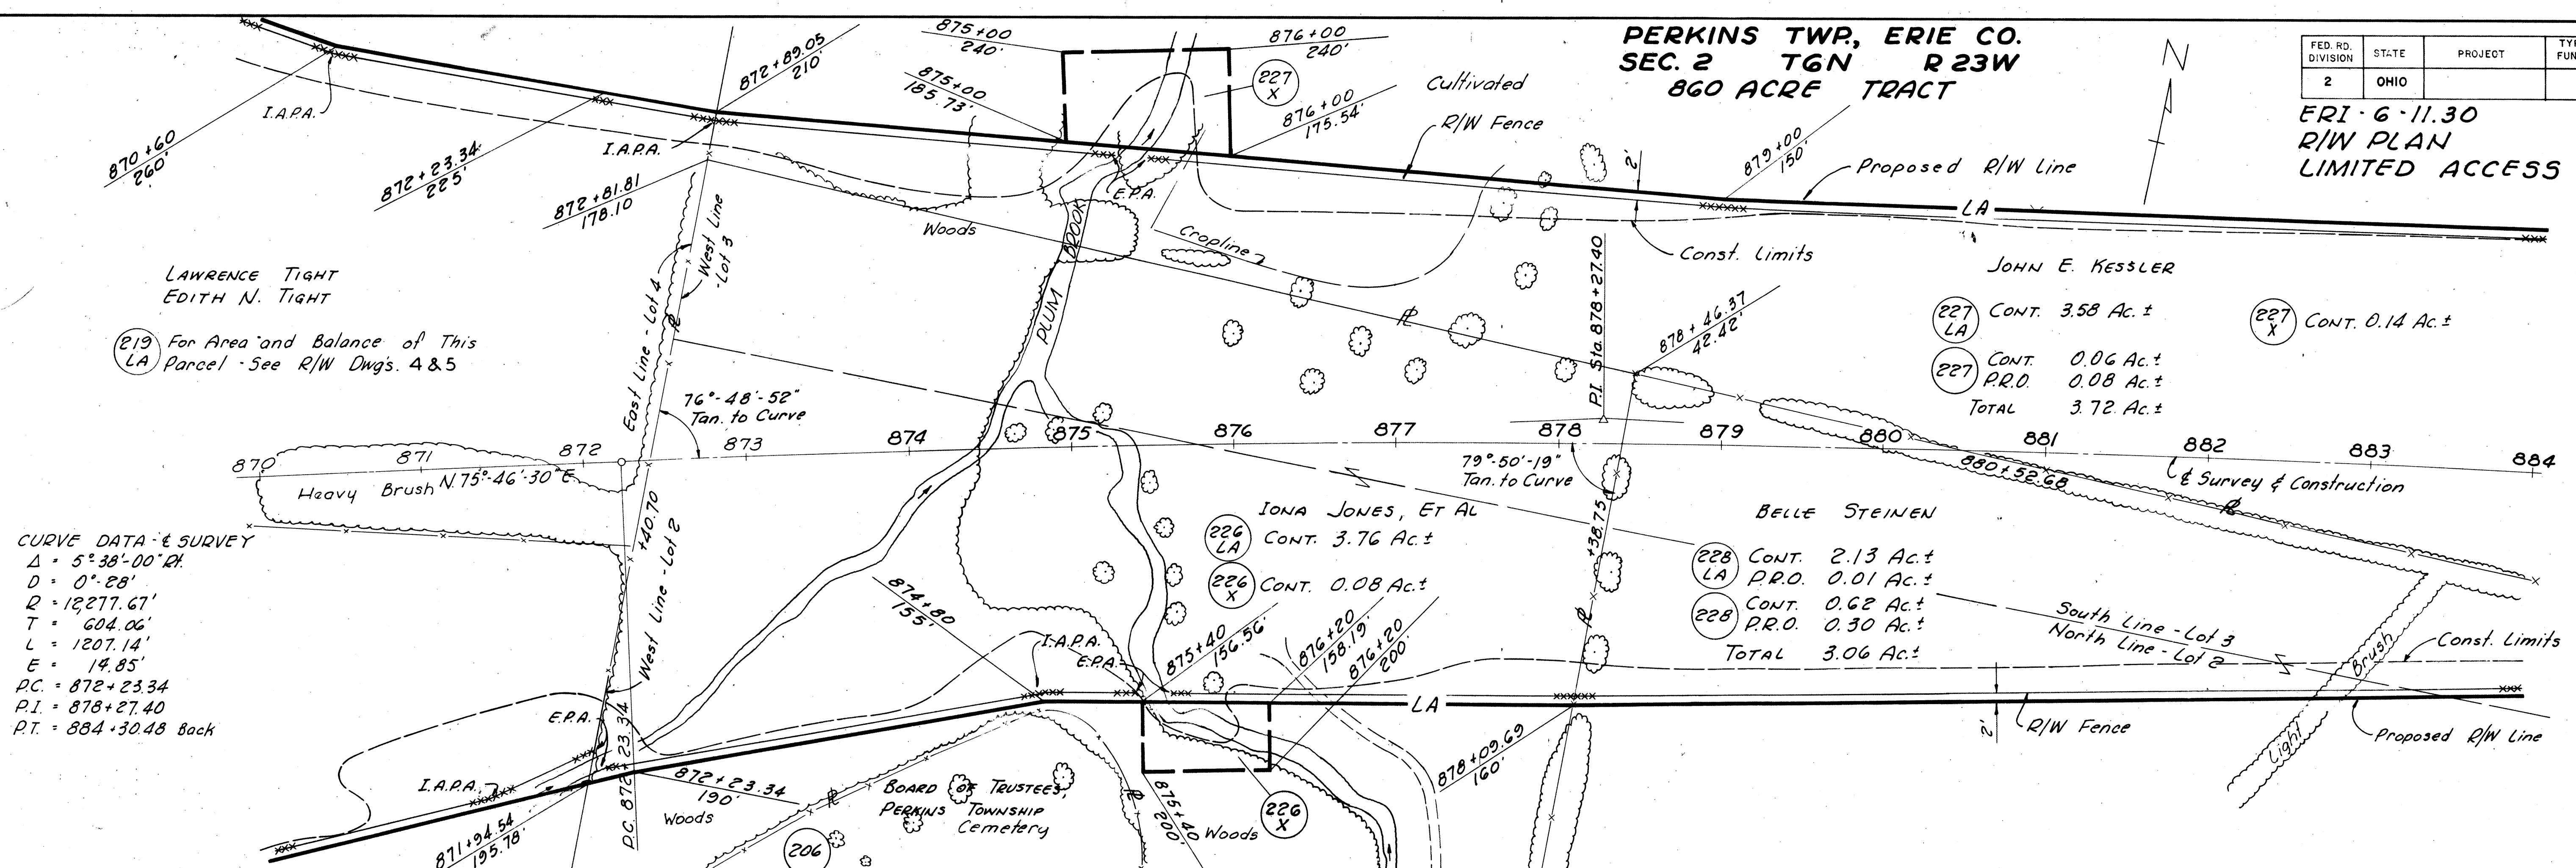 PERKINS TWP., ERIE CO.
SEC. 2 T6N R 23W
860 ACRE TRACT
N
FED. RD. DIVISION STATE PROJECT
2 OHIO
ERI - 6 - 11.30
R/W PLAN
LIMITED ACCESS
870+60
260'
I.A.P.A.
872+23.34
225'
872+89.05
210'
I.A.P.A.
872+81.81
178.10
875+00
240'
875+00
185.73'
876+00
240'
227
X
876+00
175.54'
Cultivated
R/W Fence
E.P.A.
Woods
PLUM BROOK
Cropline
2'
879+00
150'
Proposed R/W Line
LA
Const. Limits
LAWRENCE TIGHT
EDITH N. TIGHT
219
LA
For Area and Balance of This
Parcel - See R/W Dwg's. 4 & 5
East Line - Lot 4
West Line
- Lot 3
76°-48'-52"
Tan. to Curve
P.I. Sta. 878+27.40
878+46.37
42.42'
JOHN E. KESSLER
227
LA
CONT. 3.58 Ac. ±
227
X
CONT. 0.14 Ac. ±
227
CONT. 0.06 Ac. ±
P.R.O. 0.08 Ac. ±
TOTAL 3.72 Ac. ±
870
871
872
873
874
875
876
877
878
879
880
881
882
883
884
Heavy Brush
N. 75°-46'-30" E.
79°-50'-19"
Tan. to Curve
880+52.68
℄ Survey & Construction
CURVE DATA - ℄ SURVEY
Δ = 5°-38'-00" Rt.
D = 0°-28'
R = 12,277.67'
T = 604.06'
L = 1207.14'
E = 14.85'
P.C. = 872+23.34
P.I. = 878+27.40
P.T. = 884+30.48 Back
+40.70
West Line - Lot 2
IONA JONES, ET AL
226
LA
CONT. 3.76 Ac. ±
226
X
CONT. 0.08 Ac. ±
+38.75
BELLE STEINEN
228
LA
CONT. 2.13 Ac. ±
P.R.O. 0.01 Ac. ±
228
CONT. 0.62 Ac. ±
P.R.O. 0.30 Ac. ±
TOTAL 3.06 Ac. ±
South Line - Lot 3
North Line - Lot 2
Light Brush
Const. Limits
874+80
155'
I.A.P.A.
E.P.A.
875+40
156.56'
876+20
158.19'
876+20
200'
LA
878+09.69
160'
2'
R/W Fence
Proposed R/W Line
E.P.A.
I.A.P.A.
P.C. 872+23.34
872+23.34
190'
871+94.54
195.78'
Woods
BOARD OF TRUSTEES,
PERKINS TOWNSHIP
Cemetery
206
875+40
200'
Woods
226
X